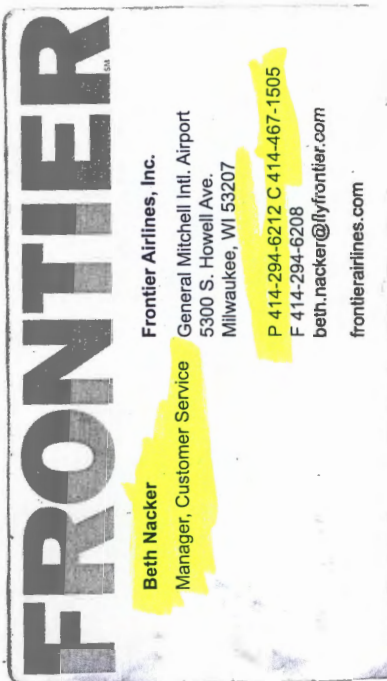 FRONTIER
SM
Beth Nacker
Manager, Customer Service
Frontier Airlines, Inc.
General Mitchell Intl. Airport
5300 S. Howell Ave.
Milwaukee, WI 53207
P 414-294-6212 C 414-467-1505
F 414-294-6208
beth.nacker@flyfrontier.com
frontierairlines.com